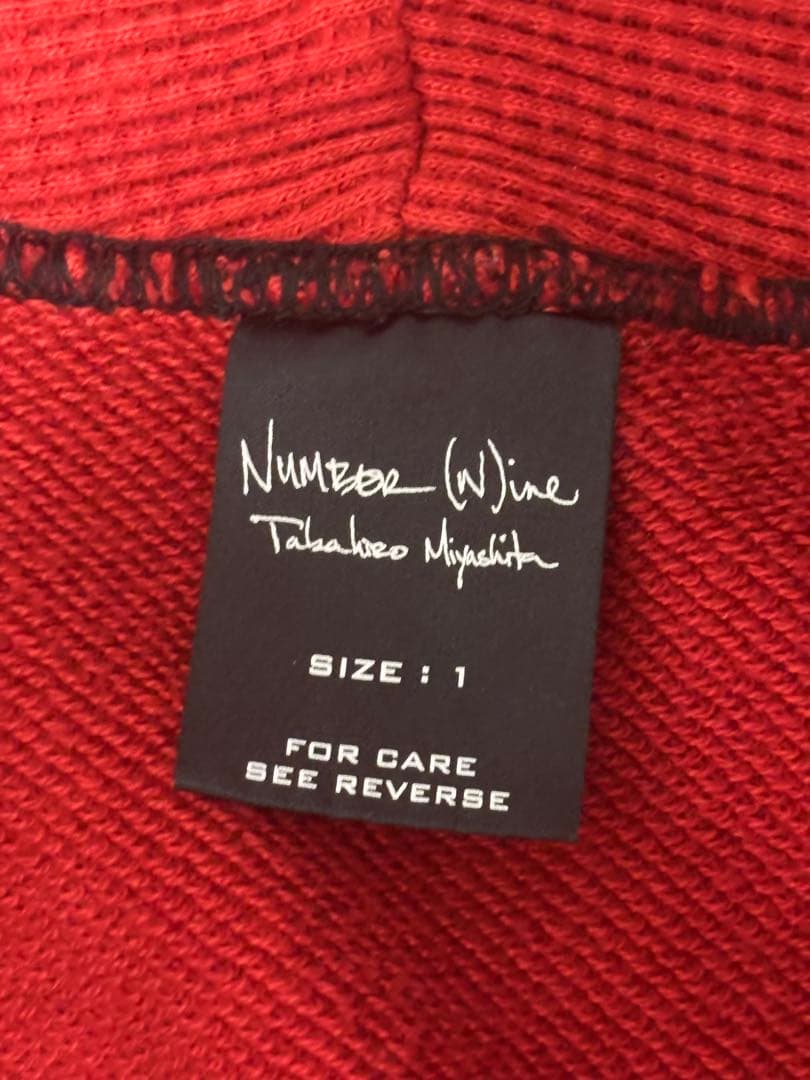 NUMBER (N)ine
Takahiro Miyashita
SIZE : 1
FOR CARE
SEE REVERSE